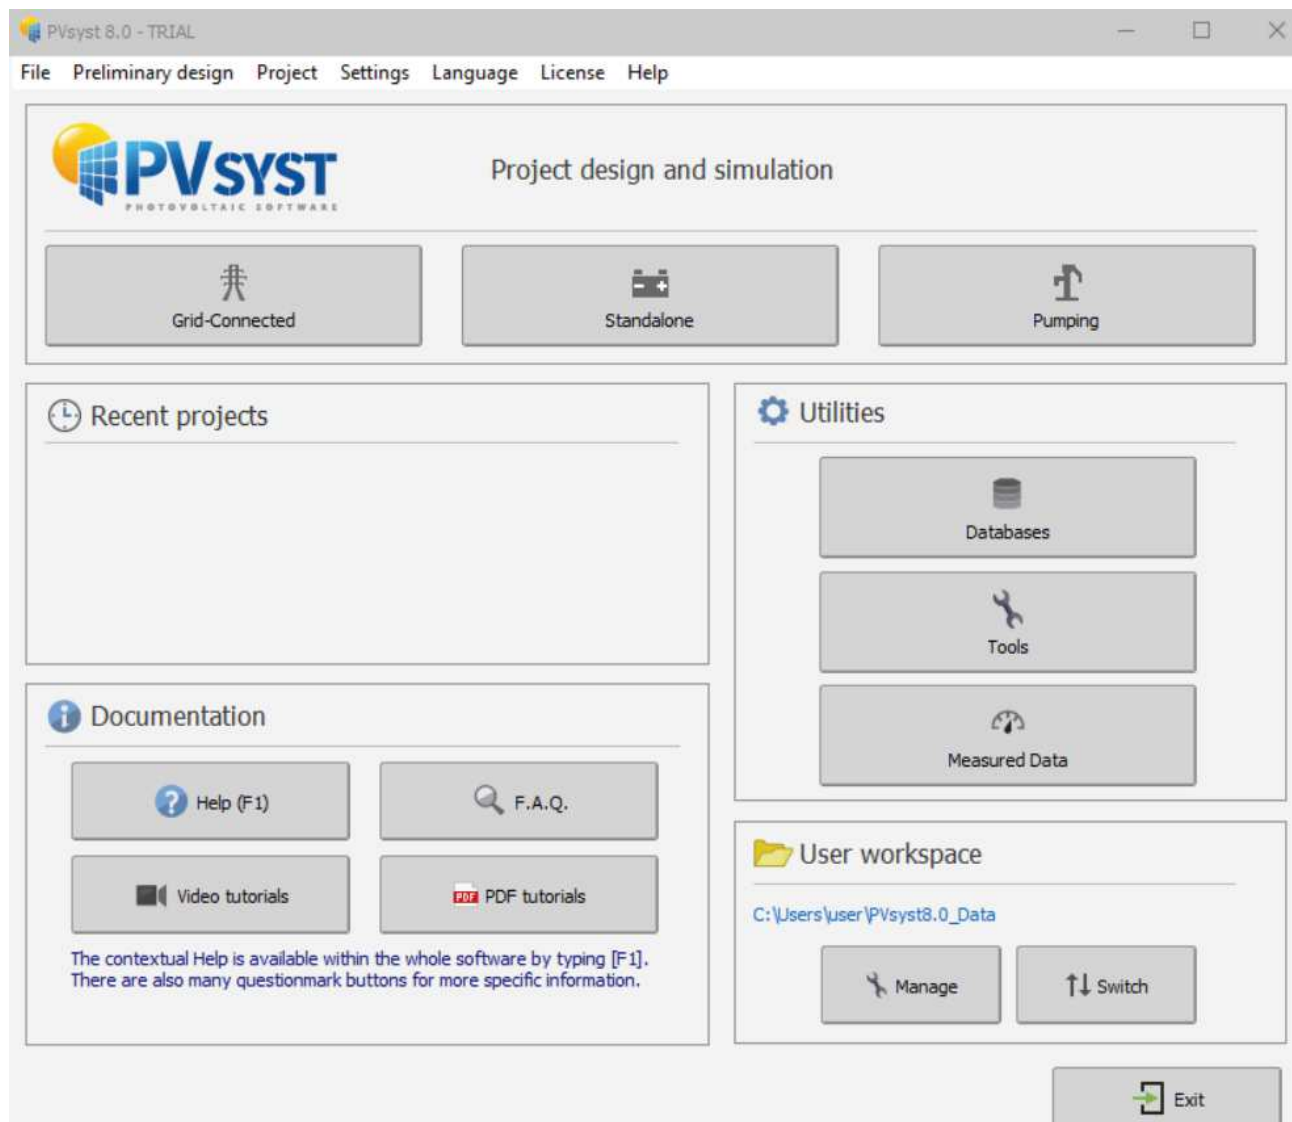 PVsyst 8.0 - TRIAL
File Preliminary design Project Settings Language License Help
PVSYST
PHOTOVOLTAIC SOFTWARE
Project design and simulation
Grid-Connected
Standalone
Pumping
Recent projects
Utilities
Databases
Tools
Measured Data
Documentation
Help (F1)
F.A.Q.
Video tutorials
PDF
PDF tutorials
The contextual Help is available within the whole software by typing [F1].
There are also many questionmark buttons for more specific information.
User workspace
C:\Users\user\PVsyst8.0_Data
Manage
Switch
Exit